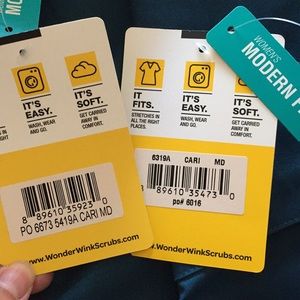 IT'S
EASY.
WASH, WEAR
AND GO.
IT'S
SOFT.
GET CARRIED
AWAY IN
COMFORT.
8 89610 35923 0
PO 6673 5419A CARI MD
www.WonderWinkScrubs.com
IT
FITS.
STRETCHES IN
ALL THE RIGHT
PLACES.
IT'S
EASY.
WASH, WEAR
AND GO.
IT'S
SOFT.
GET CARRIED
AWAY IN
COMFORT.
6319A CARI MD
8 89610 35473 0
po# 6016
www.WonderWinkScrubs.com
WOMEN'S
MODERN